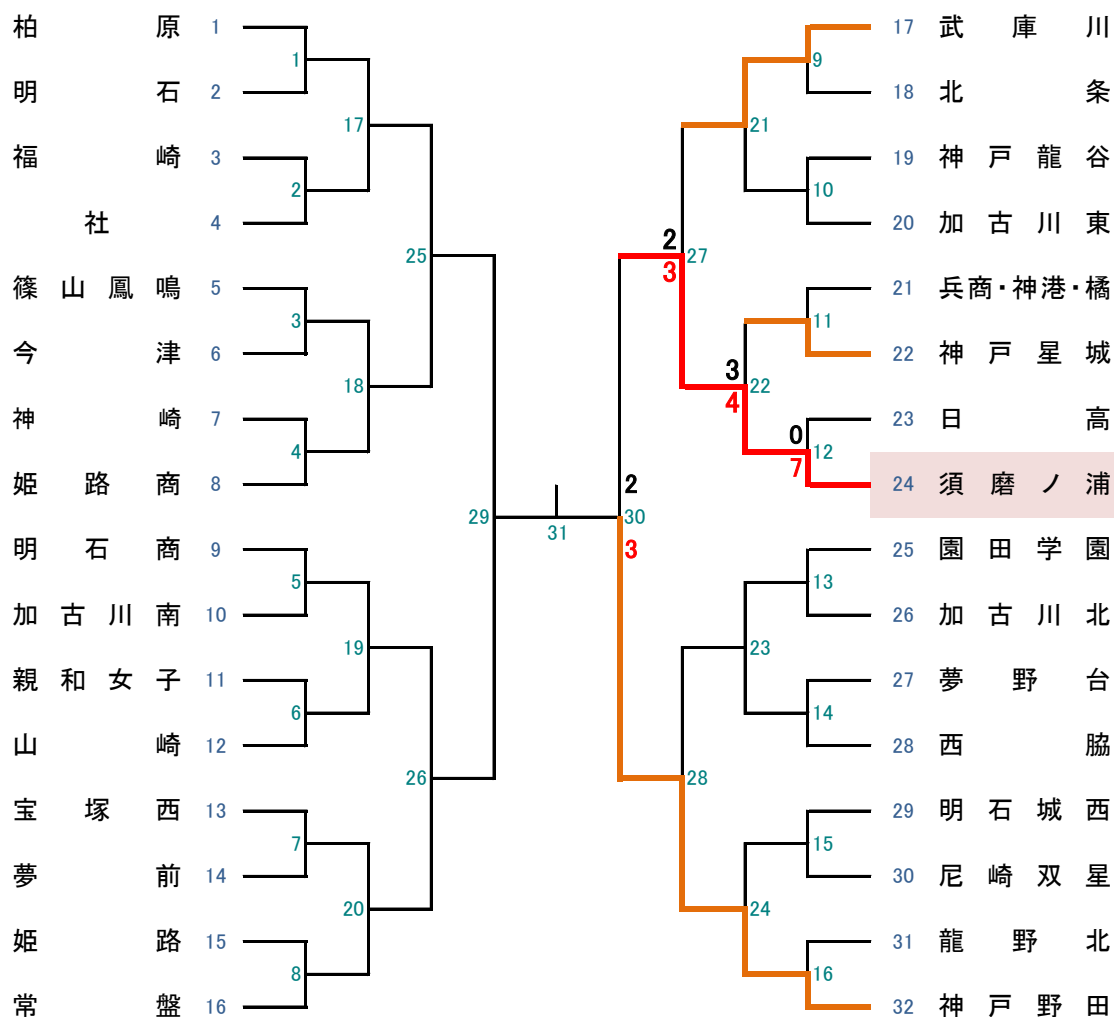 柏原 1
明石 2
福崎 3
社 4
篠山鳳鳴 5
今津 6
神崎 7
姫路商 8
明石商 9
加古川南 10
親和女子 11
山崎 12
宝塚西 13
夢前 14
姫路 15
常盤 16
1
2
3
4
5
6
7
8
17
18
19
20
25
26
29
31
30
2
3
27
2
3
28
21
22
3
4
23
24
9
10
11
12
0
7
13
14
15
16
17 武庫川
18 北条
19 神戸龍谷
20 加古川東
21 兵商・神港・橘
22 神戸星城
23 日高
24 須磨ノ浦
25 園田学園
26 加古川北
27 夢野台
28 西脇
29 明石城西
30 尼崎双星
31 龍野北
32 神戸野田